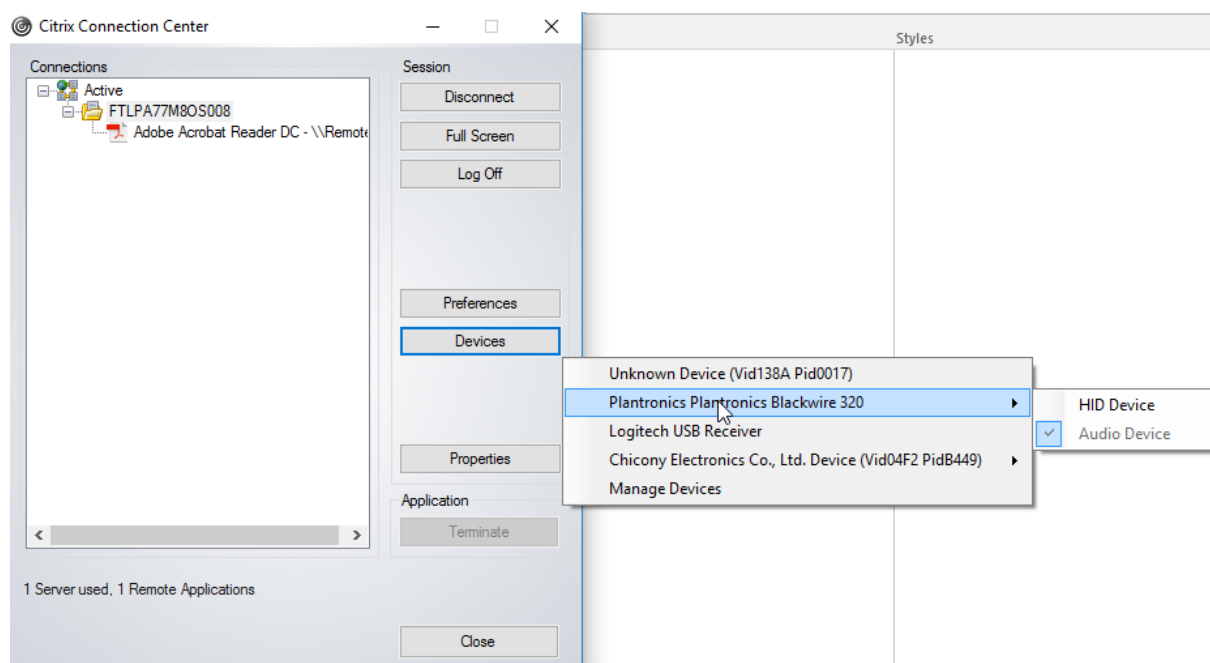 Citrix Connection Center
Styles
Connections
Active
FTLPA77M8OS008
Adobe Acrobat Reader DC - \\Remote
Session
Disconnect
Full Screen
Log Off
Preferences
Devices
Properties
Application
Terminate
Unknown Device (Vid138A Pid0017)
Plantronics Plantronics Blackwire 320
Logitech USB Receiver
Chicony Electronics Co., Ltd. Device (Vid04F2 PidB449)
Manage Devices
HID Device
Audio Device
1 Server used, 1 Remote Applications
Close